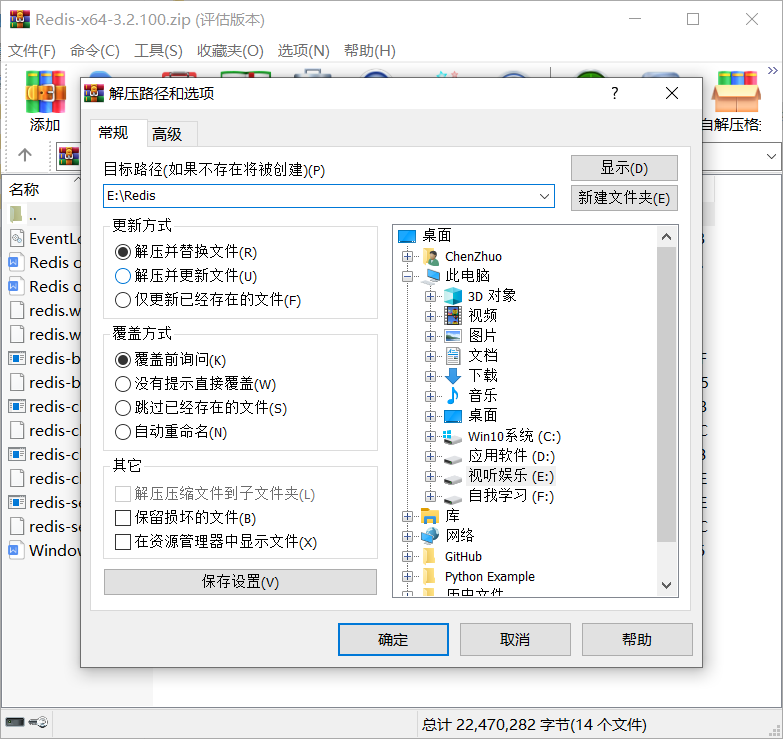 Redis-x64-3.2.100.zip (评估版本)
文件(F) 命令(C) 工具(S) 收藏夹(O) 选项(N) 帮助(H)
添加
自解压格
名称
..
EventLo
Redis o
Redis o
redis.w
redis.w
redis-b
redis-b
redis-cl
redis-cl
redis-cl
redis-cl
redis-se
redis-se
Window
解压路径和选项
?
常规 高级
目标路径(如果不存在将被创建)(P)
显示(D)
E:\Redis
新建文件夹(E)
更新方式
解压并替换文件(R)
解压并更新文件(U)
仅更新已经存在的文件(F)
覆盖方式
覆盖前询问(K)
没有提示直接覆盖(W)
跳过已经存在的文件(S)
自动重命名(N)
其它
解压压缩文件到子文件夹(L)
保留损坏的文件(B)
在资源管理器中显示文件(X)
保存设置(V)
桌面
ChenZhuo
此电脑
3D 对象
视频
图片
文档
下载
音乐
桌面
Win10系统 (C:)
应用软件 (D:)
视听娱乐 (E:)
自我学习 (F:)
库
网络
GitHub
Python Example
历史文件
确定 取消 帮助
总计 22,470,282 字节(14 个文件)